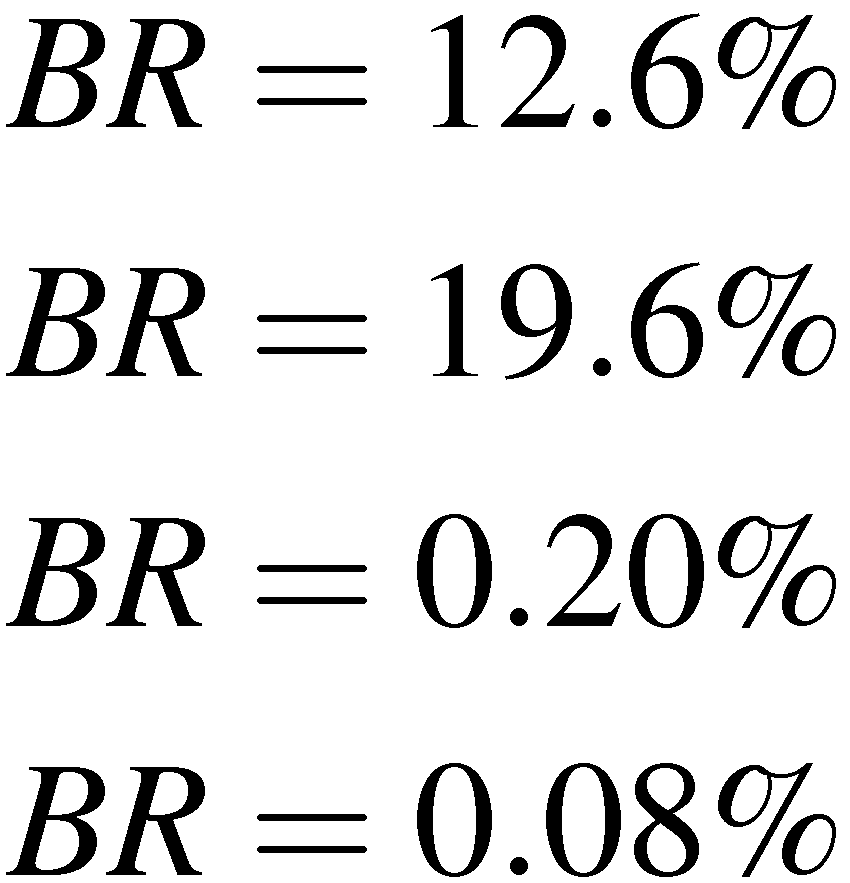 BR = 12.6%
BR = 19.6%
BR = 0.20%
BR = 0.08%